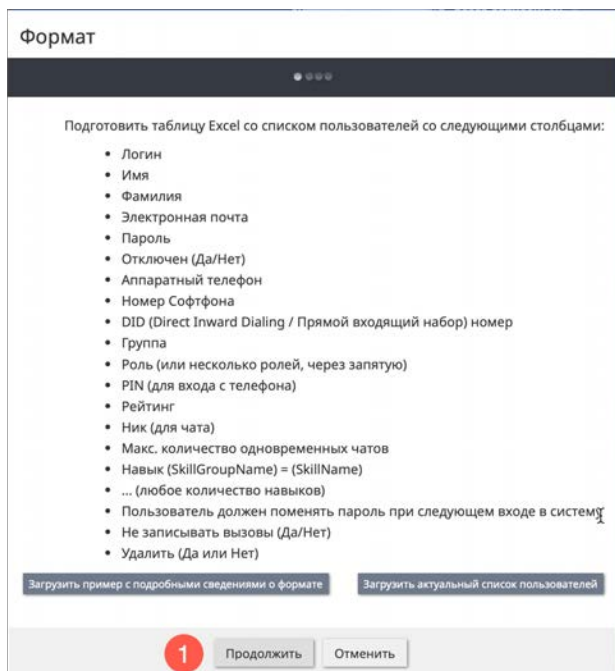 Формат
Подготовить таблицу Excel со списком пользователей со следующими столбцами:
• Логин
• Имя
• Фамилия
• Электронная почта
• Пароль
• Отключен (Да/Нет)
• Аппаратный телефон
• Номер Софтфона
• DID (Direct Inward Dialing / Прямой входящий набор) номер
• Группа
• Роль (или несколько ролей, через запятую)
• PIN (для входа с телефона)
• Рейтинг
• Ник (для чата)
• Макс. количество одновременных чатов
• Навык (SkillGroupName) = (SkillName)
• ... (любое количество навыков)
• Пользователь должен поменять пароль при следующем входе в систему
• Не записывать вызовы (Да/Нет)
• Удалить (Да или Нет)
Загрузить пример с подробными сведениями о формате Загрузить актуальный список пользователей
1 Продолжить Отменить